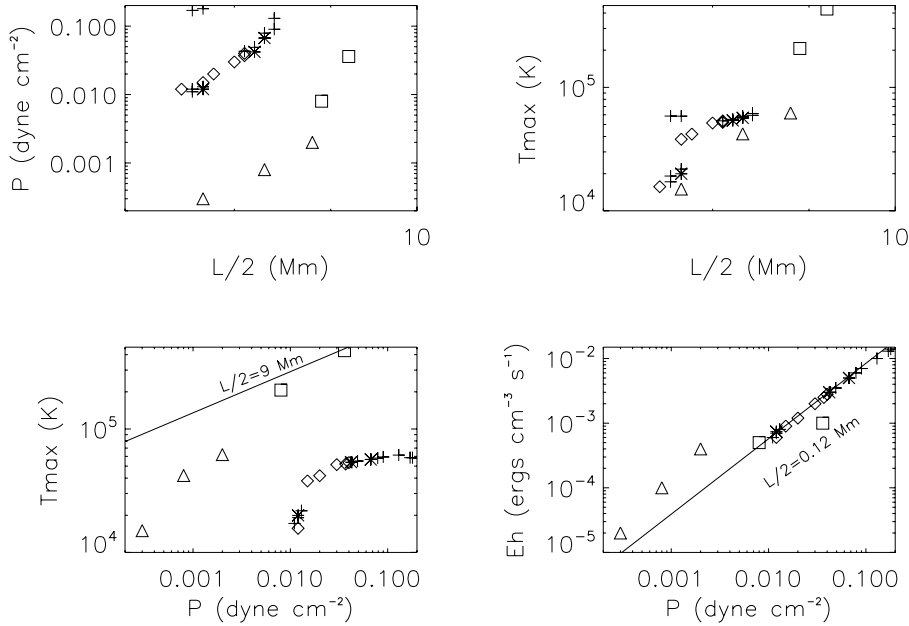 0.100
0.010
0.001
P (dyne cm⁻²)
10
L/2 (Mm)
10⁵
10⁴
Tmax (K)
10
L/2 (Mm)
L/2=9 Mm
10⁵
10⁴
Tmax (K)
0.001 0.010 0.100
P (dyne cm⁻²)
10⁻²
10⁻³
10⁻⁴
10⁻⁵
Eh (ergs cm⁻³ s⁻¹)
L/2=0.12 Mm
0.001 0.010 0.100
P (dyne cm⁻²)